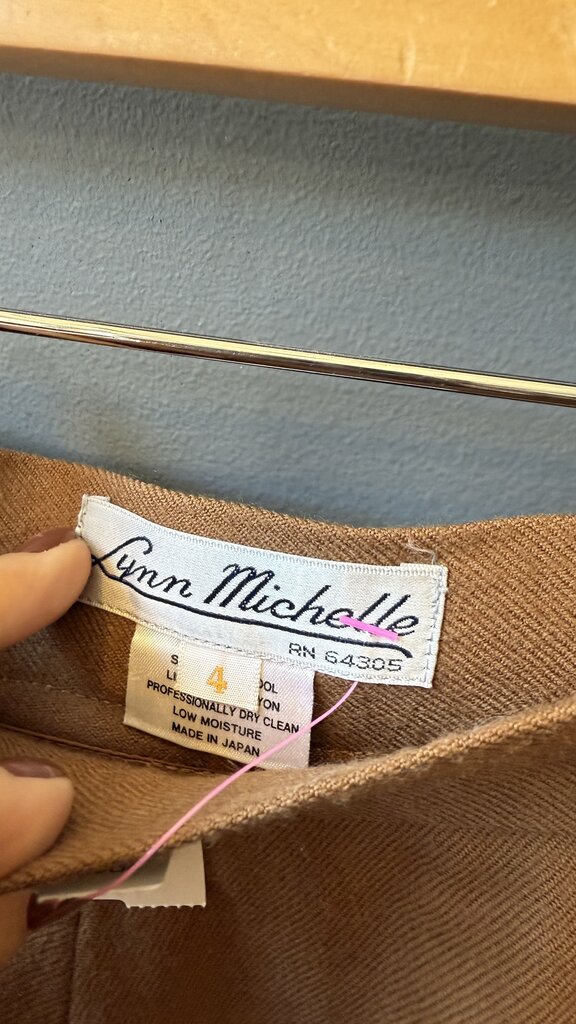 Lynn Michelle
RN 64305
4
PROFESSIONALLY DRY CLEAN
LOW MOISTURE
MADE IN JAPAN